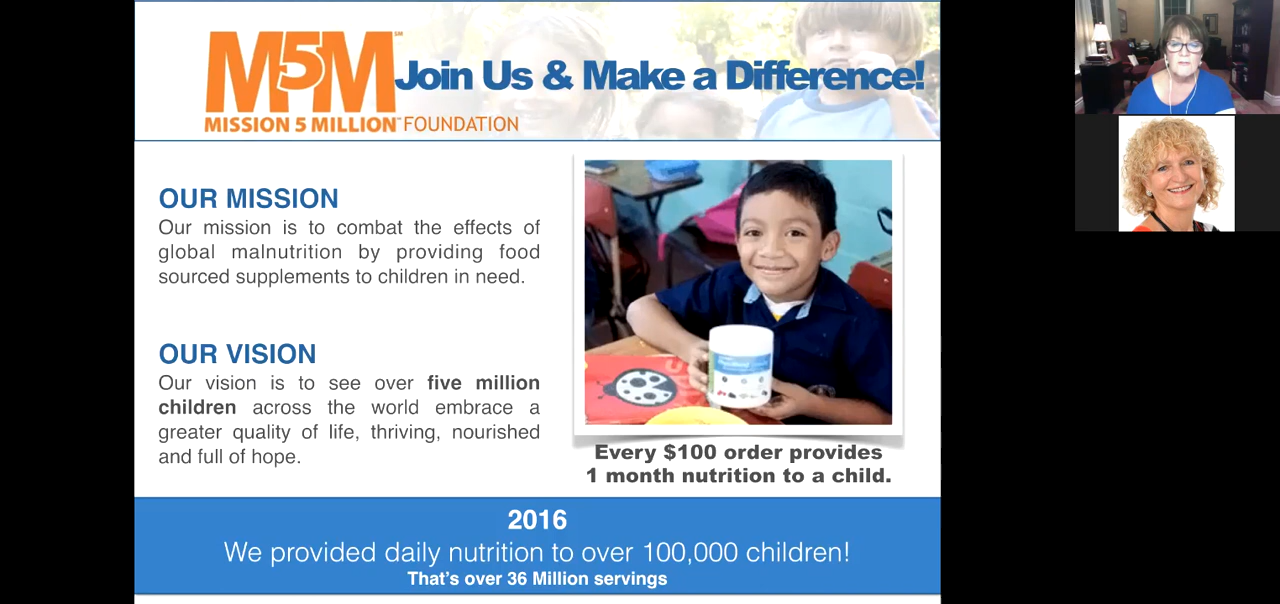 M5M℠
Join Us & Make a Difference!
MISSION 5 MILLION™ FOUNDATION
OUR MISSION
Our mission is to combat the effects of
global malnutrition by providing food
sourced supplements to children in need.
OUR VISION
Our vision is to see over five million
children across the world embrace a
greater quality of life, thriving, nourished
and full of hope.
Every $100 order provides
1 month nutrition to a child.
2016
We provided daily nutrition to over 100,000 children!
That's over 36 Million servings